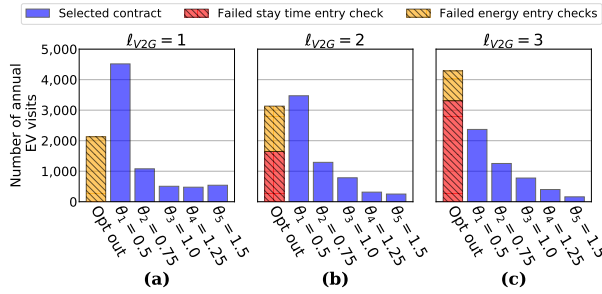 Selected contract Failed stay time entry check Failed energy entry checks
ℓV2G = 1 ℓV2G = 2 ℓV2G = 3
Number of annual
EV visits
5,000
4,000
3,000
2,000
1,000
0
Opt out θ1 = 0.5 θ2 = 0.75 θ3 = 1.0 θ4 = 1.25 θ5 = 1.5
Opt out θ1 = 0.5 θ2 = 0.75 θ3 = 1.0 θ4 = 1.25 θ5 = 1.5
Opt out θ1 = 0.5 θ2 = 0.75 θ3 = 1.0 θ4 = 1.25 θ5 = 1.5
(a) (b) (c)